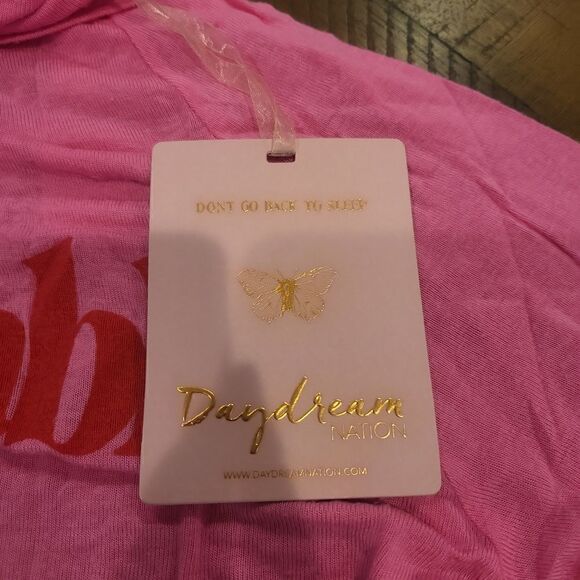 DONT GO BACK TO SLEEP
Daydream
NATION
WWW.DAYDREAMNATION.COM